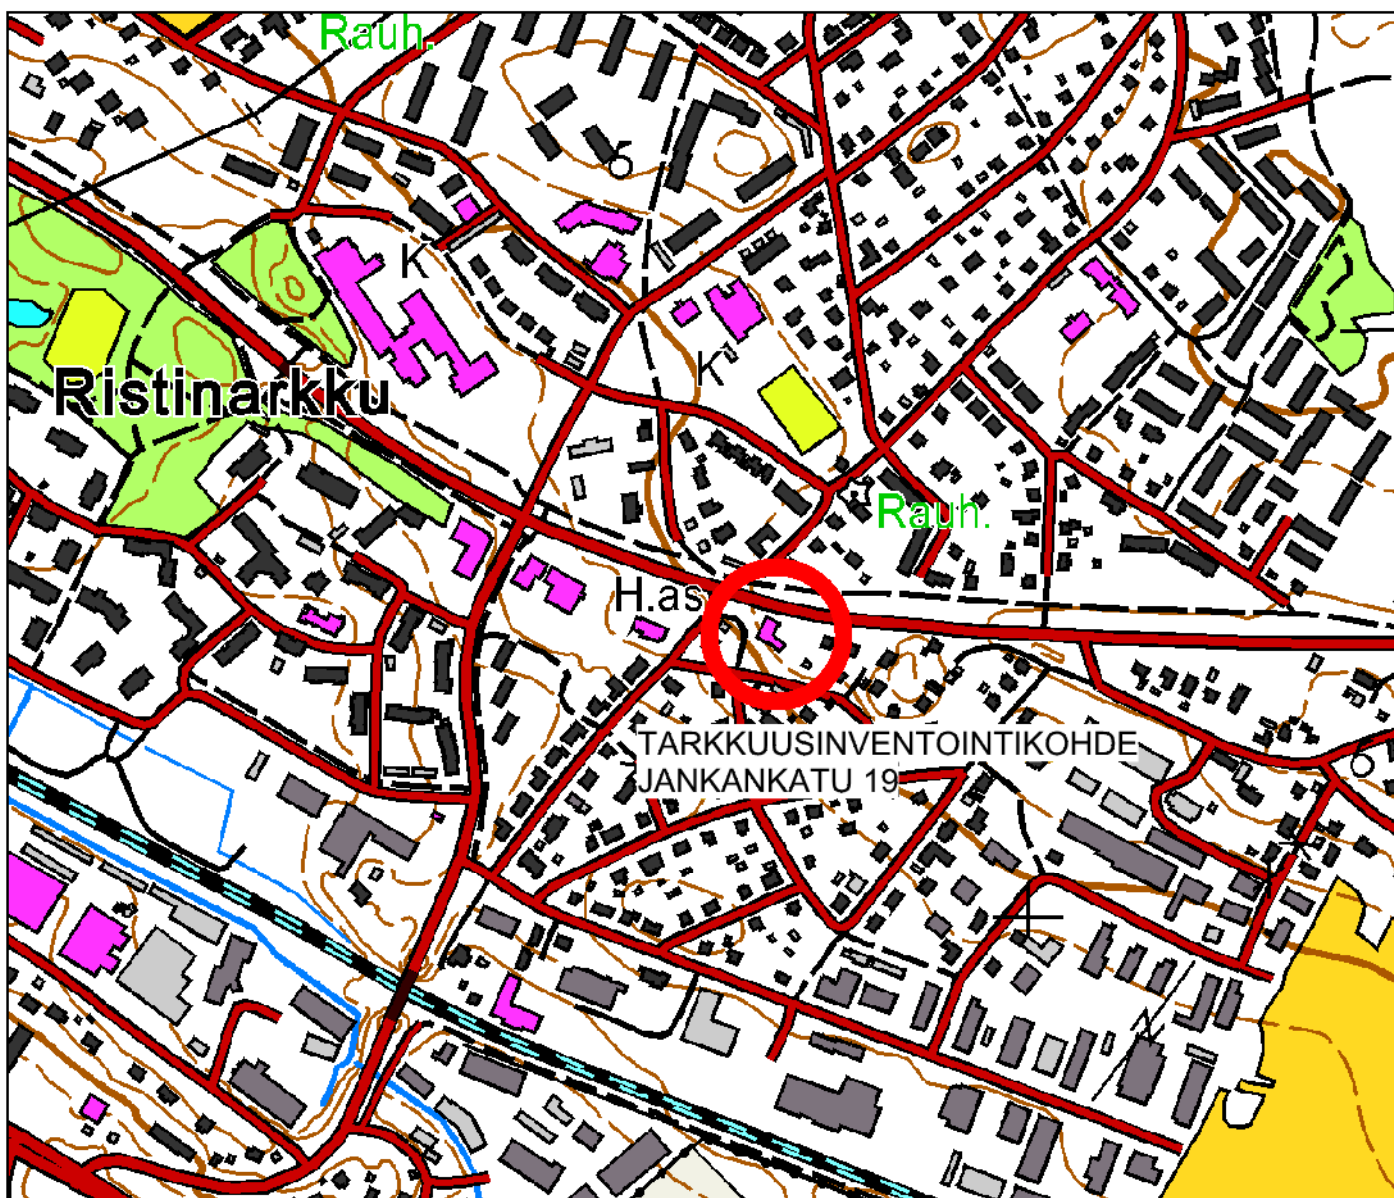 Rauh.
K
K
Ristinarkku
Rauh.
H.as
TARKKUUSINVENTOINTIKOHDE
JANKANKATU 19